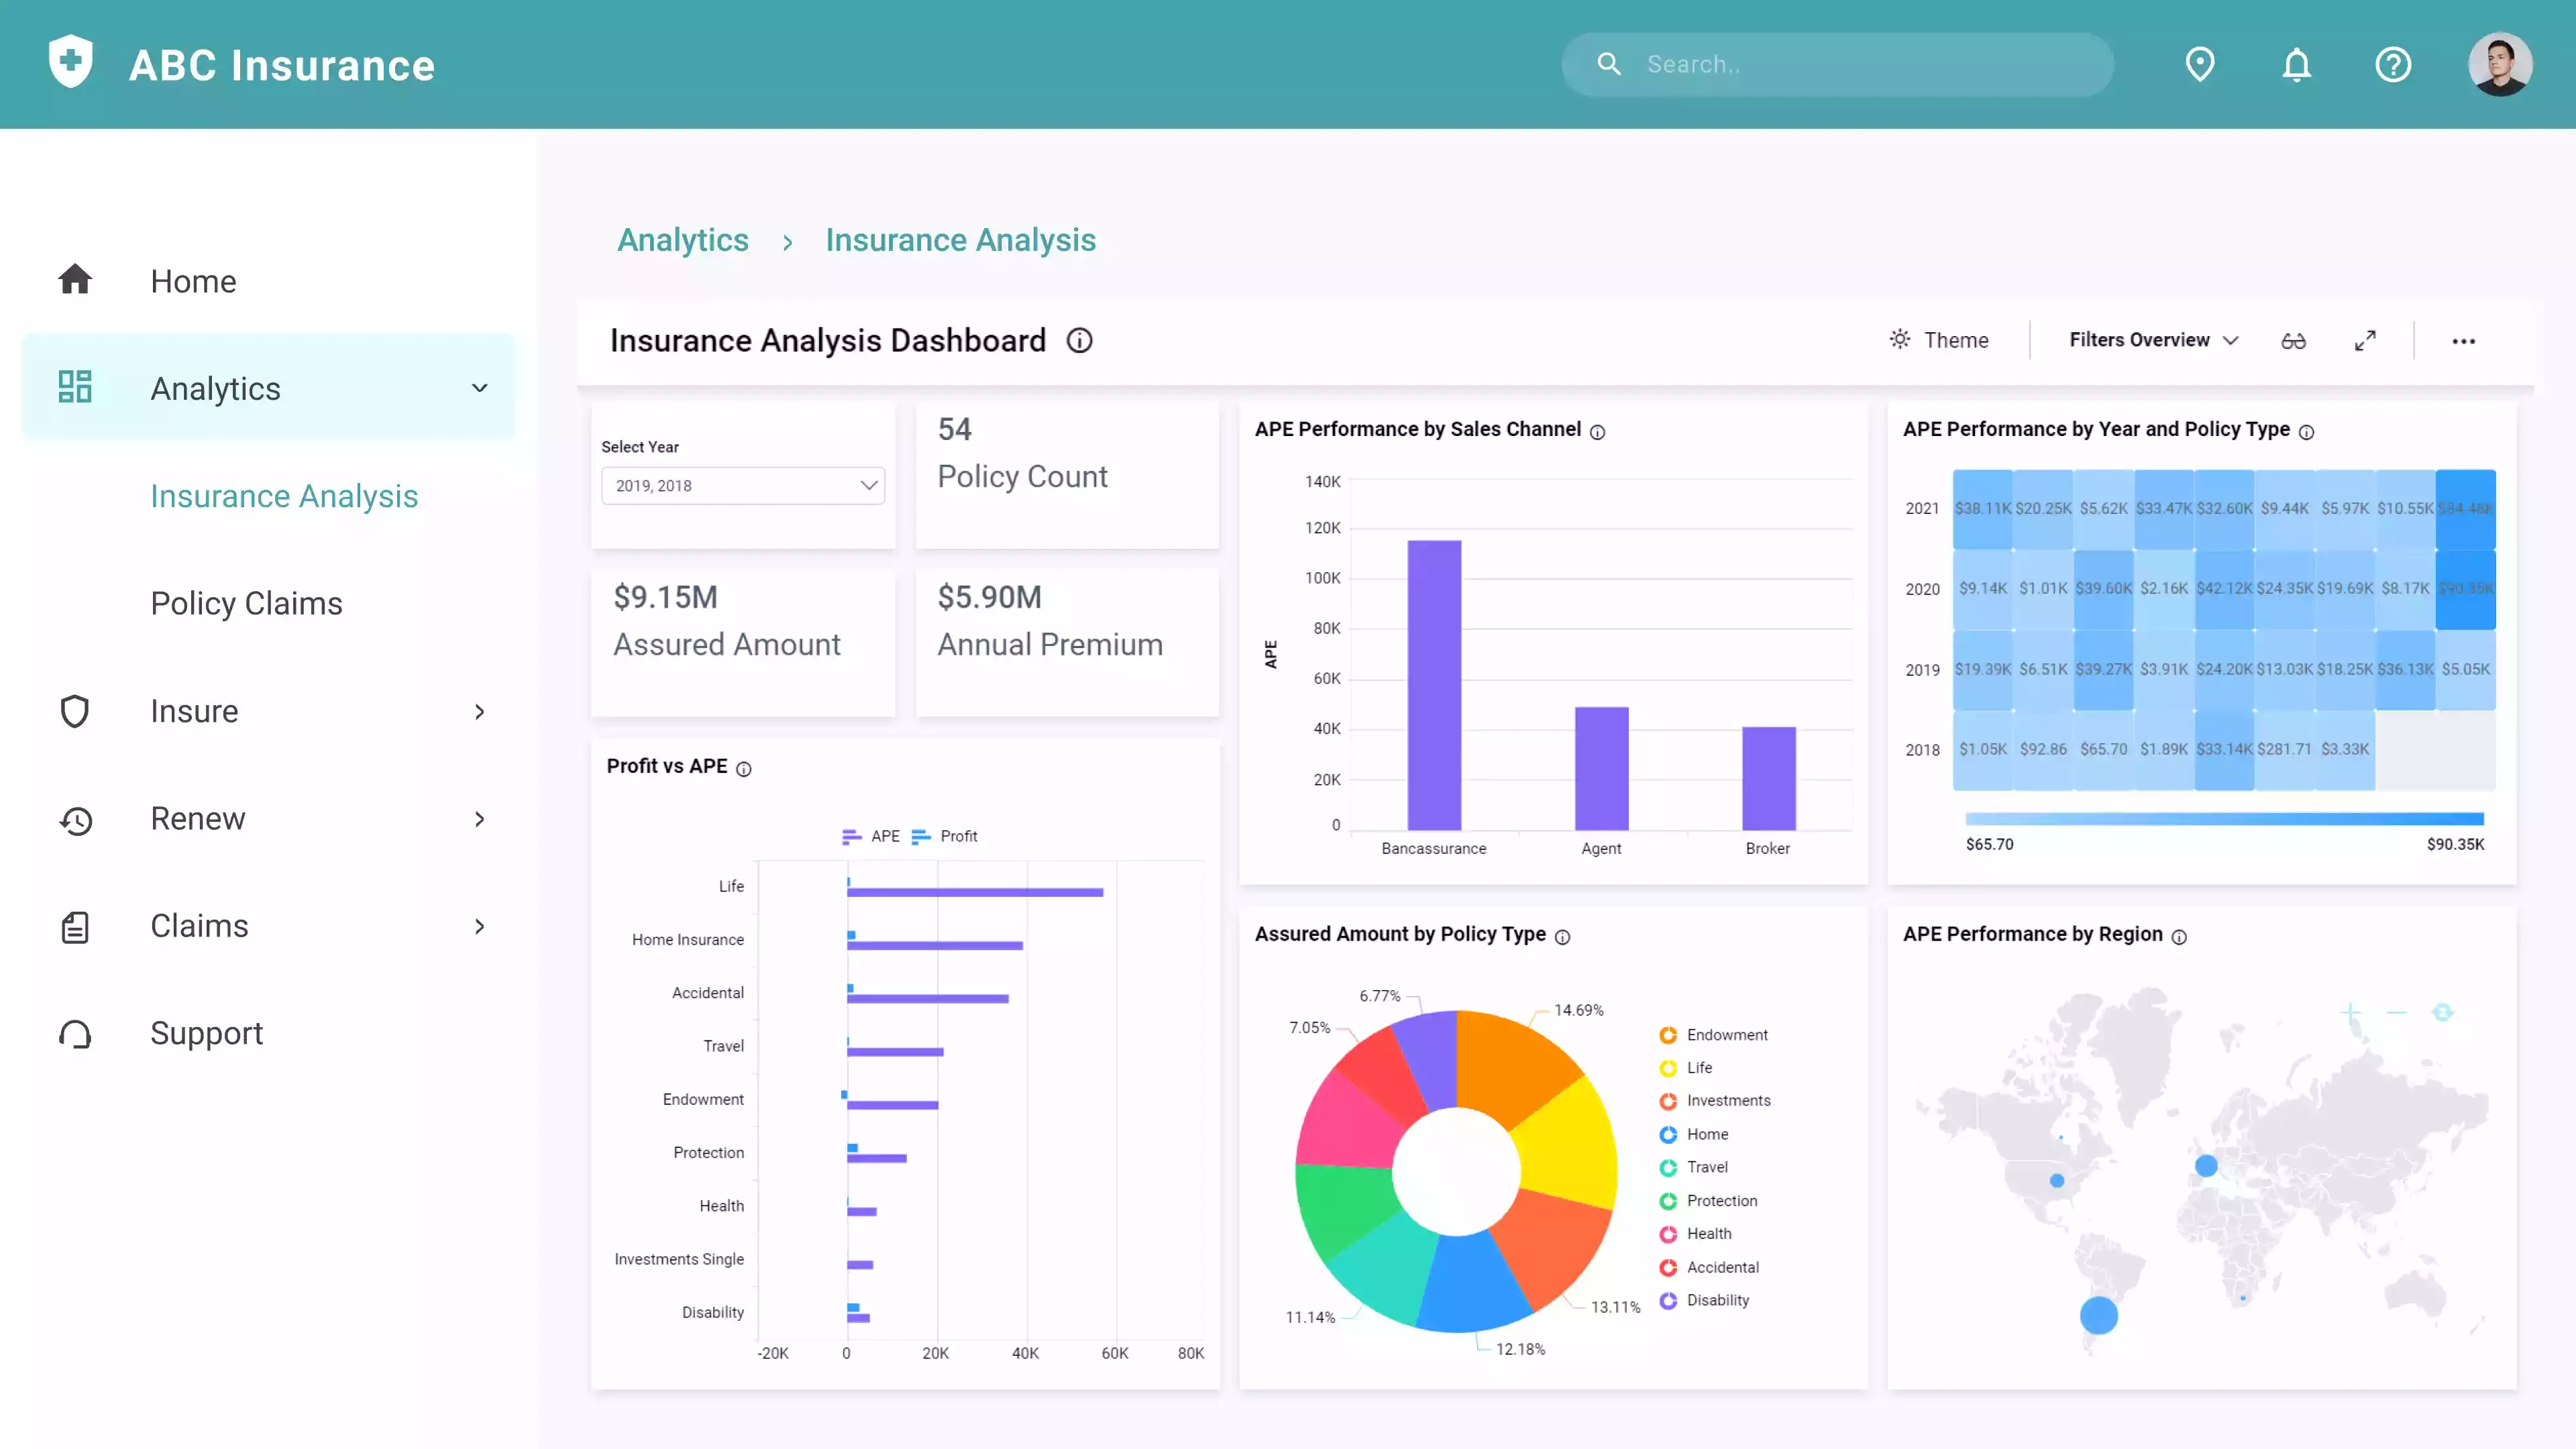 ABC Insurance
Search..
Home
Analytics
Insurance Analysis
Policy Claims
Insure
Renew
Claims
Support
Analytics › Insurance Analysis
Insurance Analysis Dashboard
Theme
Filters Overview
Select Year
2019, 2018
54
Policy Count
$9.15M
Assured Amount
$5.90M
Annual Premium
Profit vs APE
APE Profit
Life
Home Insurance
Accidental
Travel
Endowment
Protection
Health
Investments Single
Disability
-20K 0 20K 40K 60K 80K
APE Performance by Sales Channel
APE
140K
120K
100K
80K
60K
40K
20K
0
Bancassurance Agent Broker
APE Performance by Year and Policy Type
2021 $38.11K $20.25K $5.62K $33.47K $32.60K $9.44K $5.97K $10.55K $84.46K
2020 $9.14K $1.01K $39.60K $2.16K $42.12K $24.35K $19.69K $8.17K $90.35K
2019 $19.39K $6.51K $39.27K $3.91K $24.20K $13.03K $18.25K $36.13K $5.05K
2018 $1.05K $92.86 $65.70 $1.89K $33.14K $281.71 $3.33K
$65.70 $90.35K
Assured Amount by Policy Type
6.77%
14.69%
7.05%
11.14%
13.11%
12.18%
Endowment
Life
Investments
Home
Travel
Protection
Health
Accidental
Disability
APE Performance by Region